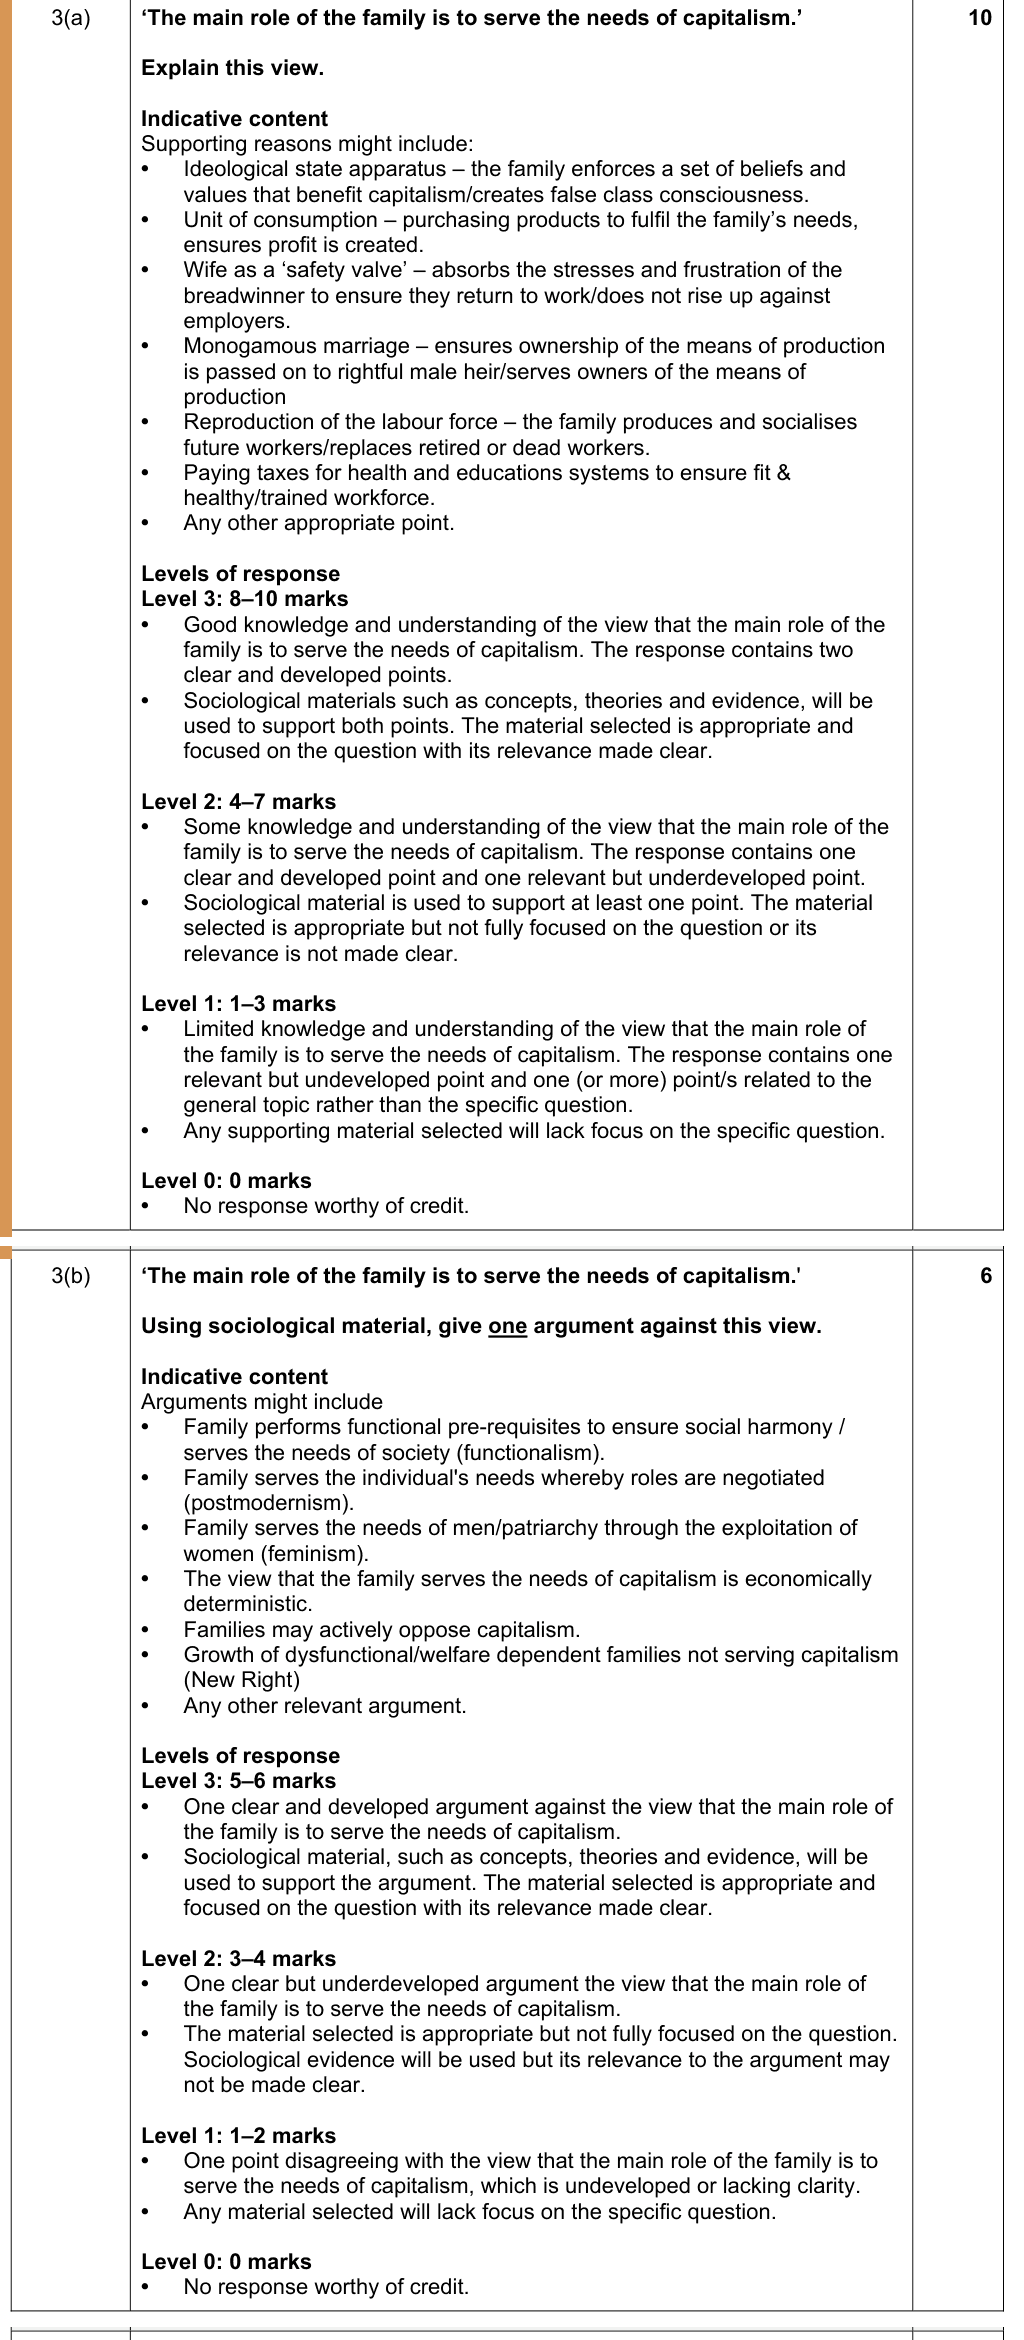 3(a) ‘The main role of the family is to serve the needs of capitalism.’ 10
Explain this view.
Indicative content
Supporting reasons might include:
• Ideological state apparatus – the family enforces a set of beliefs and
values that benefit capitalism/creates false class consciousness.
• Unit of consumption – purchasing products to fulfil the family’s needs,
ensures profit is created.
• Wife as a ‘safety valve’ – absorbs the stresses and frustration of the
breadwinner to ensure they return to work/does not rise up against
employers.
• Monogamous marriage – ensures ownership of the means of production
is passed on to rightful male heir/serves owners of the means of
production
• Reproduction of the labour force – the family produces and socialises
future workers/replaces retired or dead workers.
• Paying taxes for health and educations systems to ensure fit &
healthy/trained workforce.
• Any other appropriate point.
Levels of response
Level 3: 8–10 marks
• Good knowledge and understanding of the view that the main role of the
family is to serve the needs of capitalism. The response contains two
clear and developed points.
• Sociological materials such as concepts, theories and evidence, will be
used to support both points. The material selected is appropriate and
focused on the question with its relevance made clear.
Level 2: 4–7 marks
• Some knowledge and understanding of the view that the main role of the
family is to serve the needs of capitalism. The response contains one
clear and developed point and one relevant but underdeveloped point.
• Sociological material is used to support at least one point. The material
selected is appropriate but not fully focused on the question or its
relevance is not made clear.
Level 1: 1–3 marks
• Limited knowledge and understanding of the view that the main role of
the family is to serve the needs of capitalism. The response contains one
relevant but undeveloped point and one (or more) point/s related to the
general topic rather than the specific question.
• Any supporting material selected will lack focus on the specific question.
Level 0: 0 marks
• No response worthy of credit.
3(b) ‘The main role of the family is to serve the needs of capitalism.' 6
Using sociological material, give one argument against this view.
Indicative content
Arguments might include
• Family performs functional pre-requisites to ensure social harmony /
serves the needs of society (functionalism).
• Family serves the individual's needs whereby roles are negotiated
(postmodernism).
• Family serves the needs of men/patriarchy through the exploitation of
women (feminism).
• The view that the family serves the needs of capitalism is economically
deterministic.
• Families may actively oppose capitalism.
• Growth of dysfunctional/welfare dependent families not serving capitalism
(New Right)
• Any other relevant argument.
Levels of response
Level 3: 5–6 marks
• One clear and developed argument against the view that the main role of
the family is to serve the needs of capitalism.
• Sociological material, such as concepts, theories and evidence, will be
used to support the argument. The material selected is appropriate and
focused on the question with its relevance made clear.
Level 2: 3–4 marks
• One clear but underdeveloped argument the view that the main role of
the family is to serve the needs of capitalism.
• The material selected is appropriate but not fully focused on the question.
Sociological evidence will be used but its relevance to the argument may
not be made clear.
Level 1: 1–2 marks
• One point disagreeing with the view that the main role of the family is to
serve the needs of capitalism, which is undeveloped or lacking clarity.
• Any material selected will lack focus on the specific question.
Level 0: 0 marks
• No response worthy of credit.